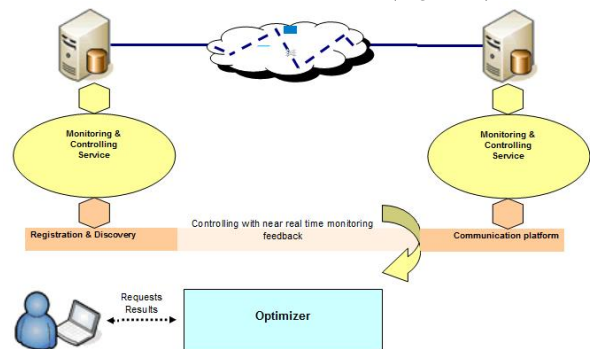 Monitoring &
Controlling
Service
Monitoring &
Controlling
Service
Registration & Discovery
Controlling with near real time monitoring
feedback
Communication platform
Requests
Results
Optimizer